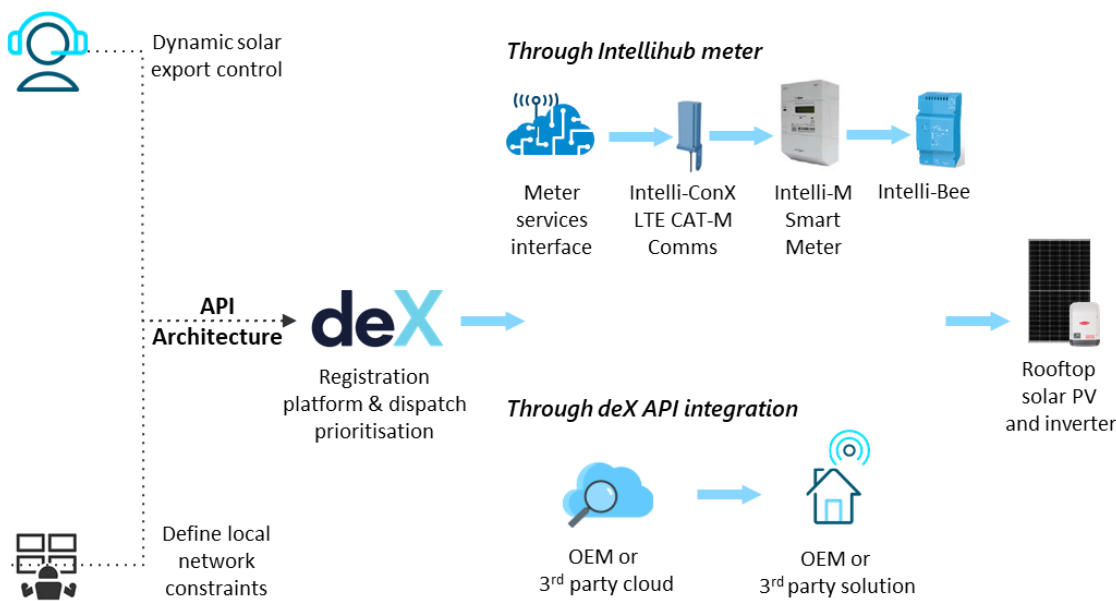 Dynamic solar
export control
Through Intellihub meter
Meter
services
interface
Intelli-ConX
LTE CAT-M
Comms
Intelli-M
Smart
Meter
Intelli-Bee
API
Architecture
deX
Registration
platform & dispatch
prioritisation
Rooftop
solar PV
and inverter
Through deX API integration
OEM or
3rd party cloud
OEM or
3rd party solution
Define local
network
constraints